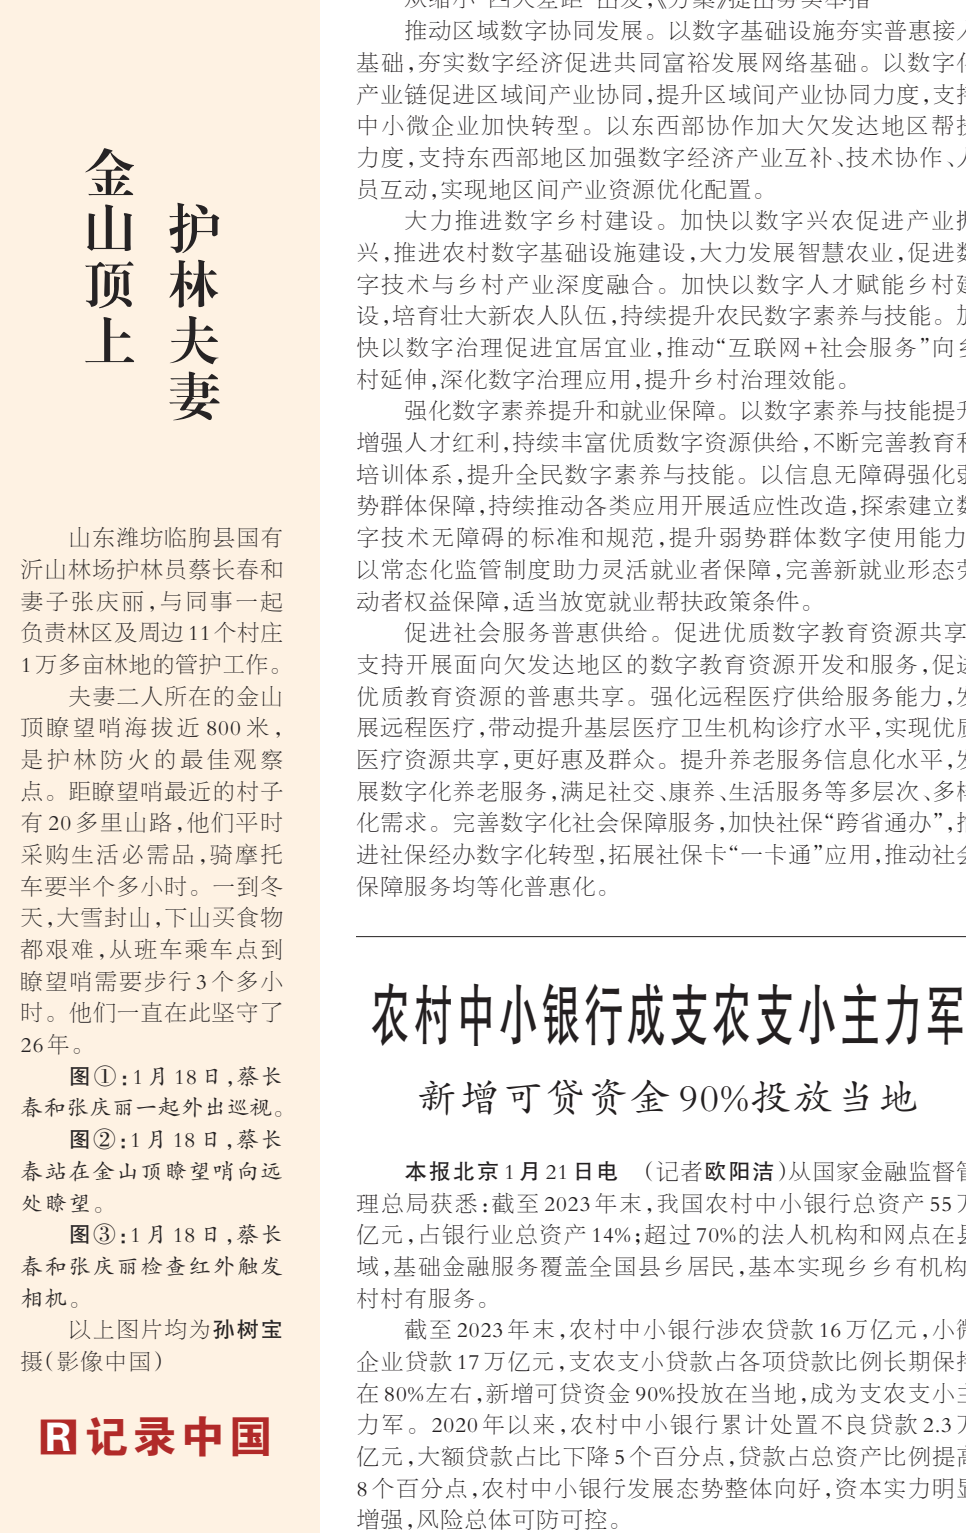 金山顶上
护林夫妻
山东潍坊临朐县国有
沂山林场护林员蔡长春和
妻子张庆丽，与同事一起
负责林区及周边11个村庄
1万多亩林地的管护工作。
夫妻二人所在的金山
顶瞭望哨海拔近800米，
是护林防火的最佳观察
点。距瞭望哨最近的村子
有20多里山路，他们平时
采购生活必需品，骑摩托
车要半个多小时。一到冬
天，大雪封山，下山买食物
都艰难，从班车乘车点到
瞭望哨需要步行3个多小
时。他们一直在此坚守了
26年。
图①：1月18日，蔡长
春和张庆丽一起外出巡视。
图②：1月18日，蔡长
春站在金山顶瞭望哨向远
处瞭望。
图③：1月18日，蔡长
春和张庆丽检查红外触发
相机。
以上图片均为孙树宝
摄（影像中国）
R记录中国
推动区域数字协同发展。以数字基础设施夯实普惠接入
基础，夯实数字经济促进共同富裕发展网络基础。以数字化
产业链促进区域间产业协同，提升区域间产业协同力度，支持
中小微企业加快转型。以东西部协作加大欠发达地区帮扶
力度，支持东西部地区加强数字经济产业互补、技术协作、人
员互动，实现地区间产业资源优化配置。
大力推进数字乡村建设。加快以数字兴农促进产业振
兴，推进农村数字基础设施建设，大力发展智慧农业，促进数
字技术与乡村产业深度融合。加快以数字人才赋能乡村建
设，培育壮大新农人队伍，持续提升农民数字素养与技能。加
快以数字治理促进宜居宜业，推动“互联网+社会服务”向乡
村延伸，深化数字治理应用，提升乡村治理效能。
强化数字素养提升和就业保障。以数字素养与技能提升
增强人才红利，持续丰富优质数字资源供给，不断完善教育和
培训体系，提升全民数字素养与技能。以信息无障碍强化弱
势群体保障，持续推动各类应用开展适应性改造，探索建立数
字技术无障碍的标准和规范，提升弱势群体数字使用能力
以常态化监管制度助力灵活就业者保障，完善新就业形态劳
动者权益保障，适当放宽就业帮扶政策条件。
促进社会服务普惠供给。促进优质数字教育资源共享
支持开展面向欠发达地区的数字教育资源开发和服务，促进
优质教育资源的普惠共享。强化远程医疗供给服务能力，发
展远程医疗，带动提升基层医疗卫生机构诊疗水平，实现优质
医疗资源共享，更好惠及群众。提升养老服务信息化水平，发
展数字化养老服务，满足社交、康养、生活服务等多层次、多样
化需求。完善数字化社会保障服务，加快社保“跨省通办”，推
进社保经办数字化转型，拓展社保卡“一卡通”应用，推动社会
保障服务均等化普惠化。
农村中小银行成支农支小主力军
新增可贷资金90%投放当地
本报北京1月21日电 （记者欧阳洁）从国家金融监督管
理总局获悉：截至2023年末，我国农村中小银行总资产55万
亿元，占银行业总资产14%；超过70%的法人机构和网点在县
域，基础金融服务覆盖全国县乡居民，基本实现乡乡有机构
村村有服务。
截至2023年末，农村中小银行涉农贷款16万亿元，小微
企业贷款17万亿元，支农支小贷款占各项贷款比例长期保持
在80%左右，新增可贷资金90%投放在当地，成为支农支小主
力军。2020年以来，农村中小银行累计处置不良贷款2.3万
亿元，大额贷款占比下降5个百分点，贷款占总资产比例提高
8个百分点，农村中小银行发展态势整体向好，资本实力明显
增强，风险总体可防可控。